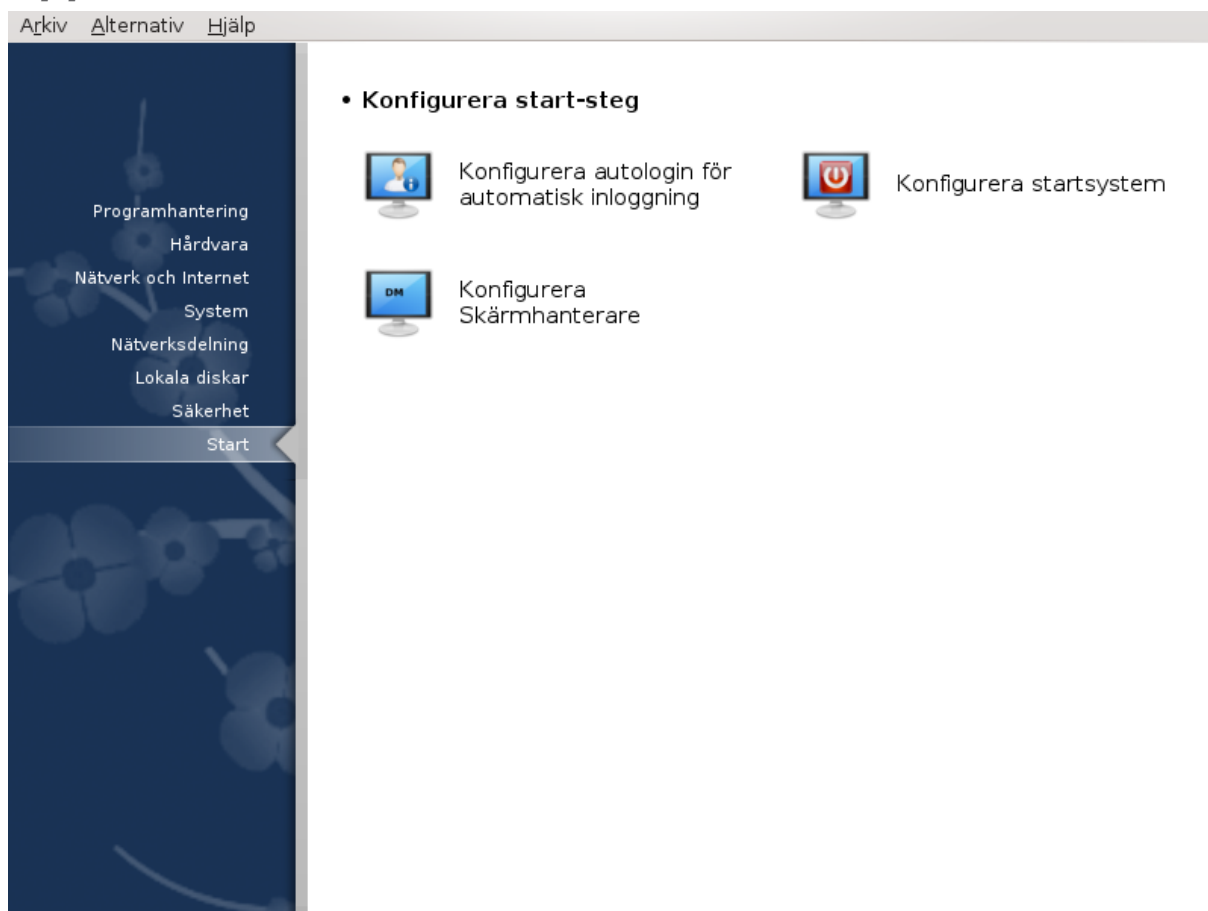 Arkiv Alternativ Hjälp
Programhantering
Hårdvara
Nätverk och Internet
System
Nätverksdelning
Lokala diskar
Säkerhet
Start
• Konfigurera start-steg
Konfigurera autologin för
automatisk inloggning
Konfigurera startsystem
DM
Konfigurera
Skärmhanterare